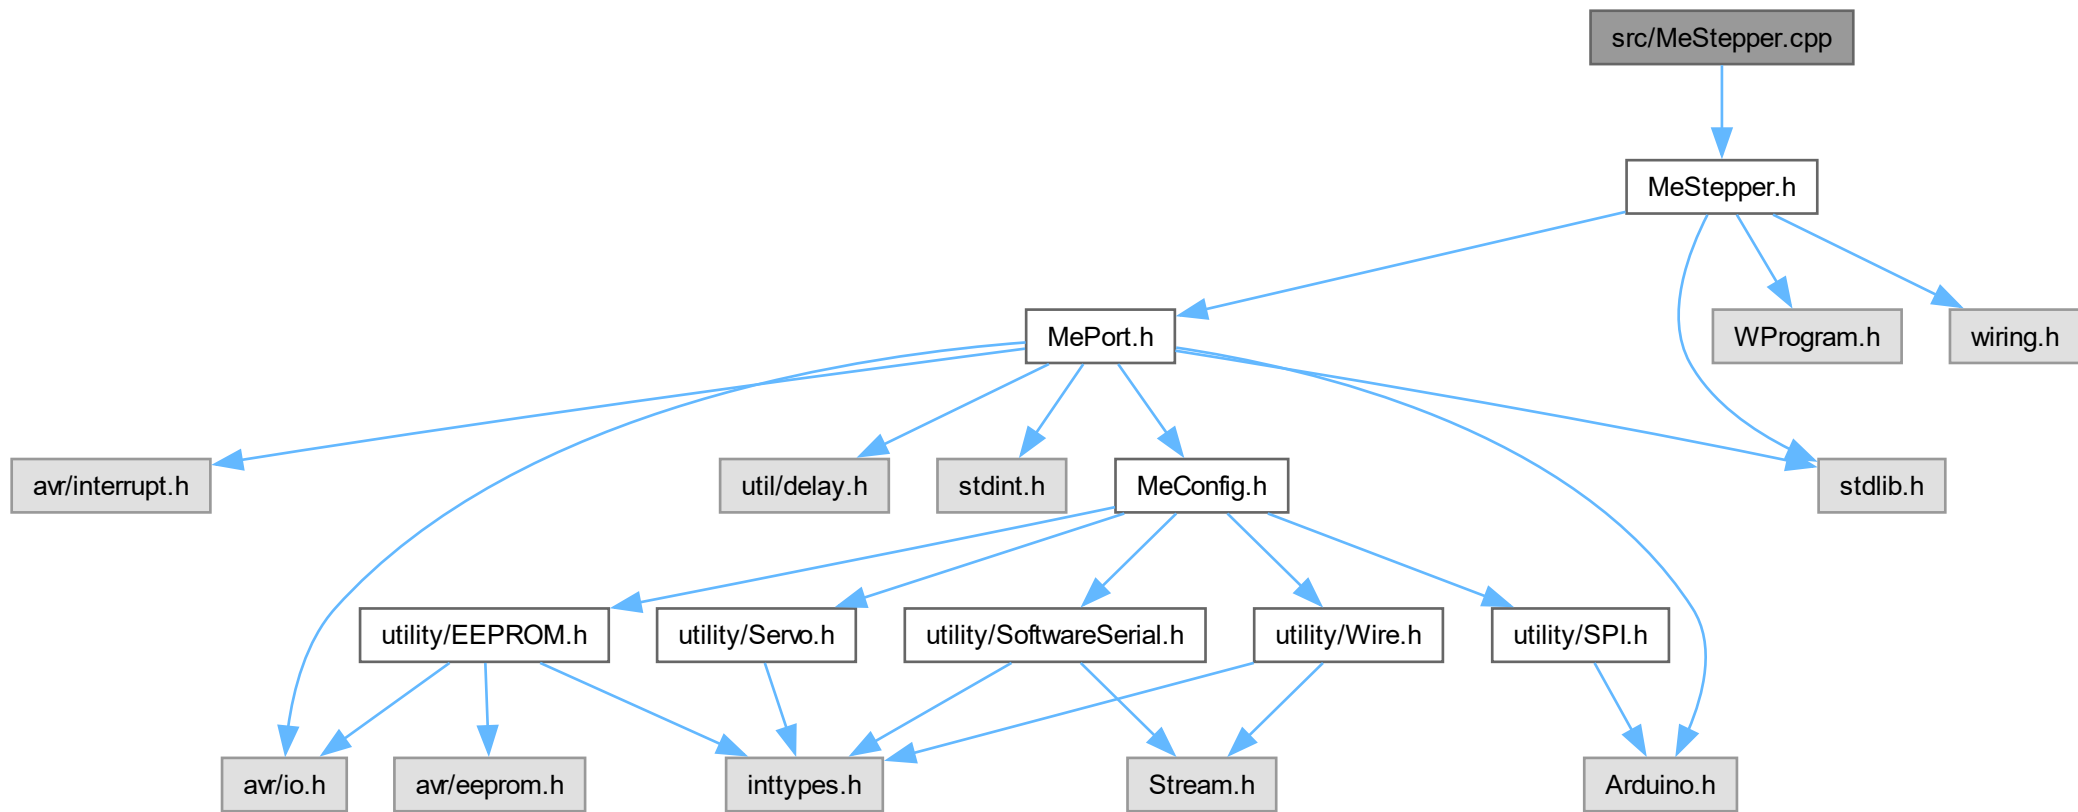 src/MeStepper.cpp
MeStepper.h
MePort.h
WProgram.h
wiring.h
avr/interrupt.h
util/delay.h
stdint.h
MeConfig.h
stdlib.h
utility/EEPROM.h
utility/Servo.h
utility/SoftwareSerial.h
utility/Wire.h
utility/SPI.h
avr/io.h
avr/eeprom.h
inttypes.h
Stream.h
Arduino.h